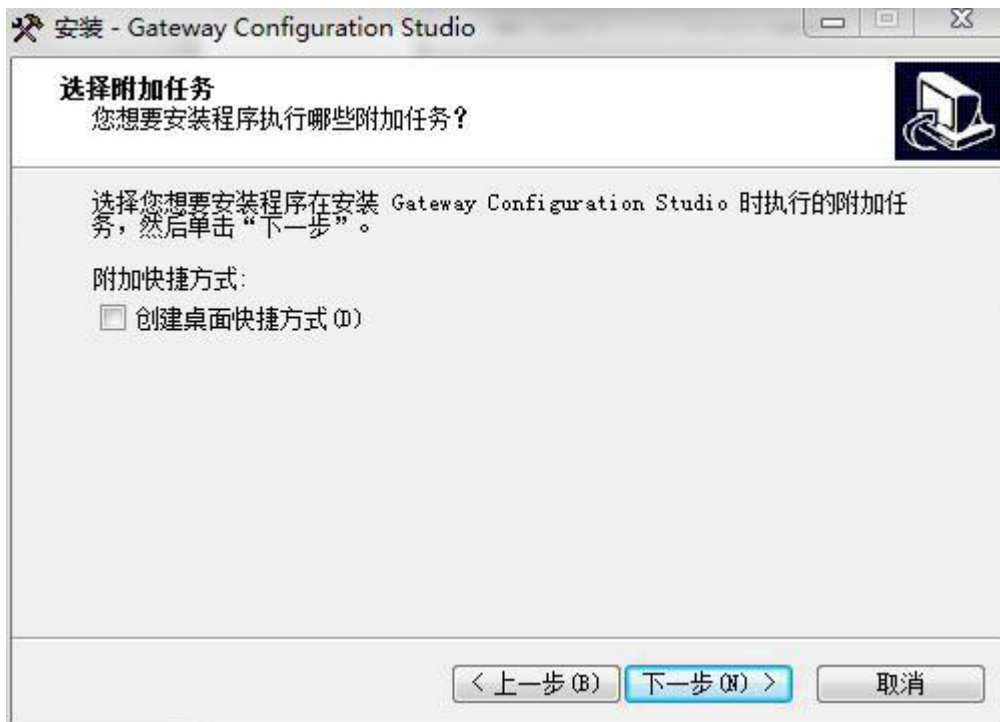 安装 - Gateway Configuration Studio
选择附加任务
您想要安装程序执行哪些附加任务?
选择您想要安装程序在安装 Gateway Configuration Studio 时执行的附加任
务,然后单击“下一步”。
附加快捷方式:
创建桌面快捷方式(D)
< 上一步(B)
下一步(N) >
取消